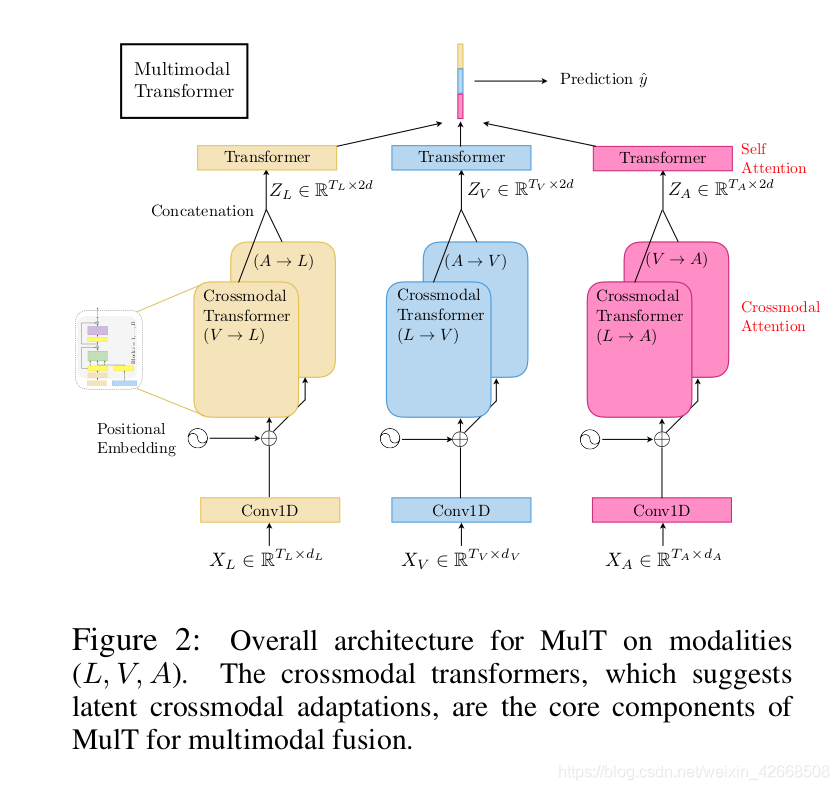 Multimodal
Transformer
Prediction ŷ
Transformer
Transformer
Transformer
Self
Attention
Z_L ∈ ℝ^{T_L×2d}
Z_V ∈ ℝ^{T_V×2d}
Z_A ∈ ℝ^{T_A×2d}
Concatenation
(A → L)
(A → V)
(V → A)
Crossmodal
Transformer
(V → L)
Crossmodal
Transformer
(L → V)
Crossmodal
Transformer
(L → A)
Crossmodal
Attention
Positional
Embedding
Conv1D
Conv1D
Conv1D
X_L ∈ ℝ^{T_L×d_L}
X_V ∈ ℝ^{T_V×d_V}
X_A ∈ ℝ^{T_A×d_A}
Figure 2: Overall architecture for MulT on modalities
(L, V, A). The crossmodal transformers, which suggests
latent crossmodal adaptations, are the core components of
MulT for multimodal fusion.
https://blog.csdn.net/weixin_42668508